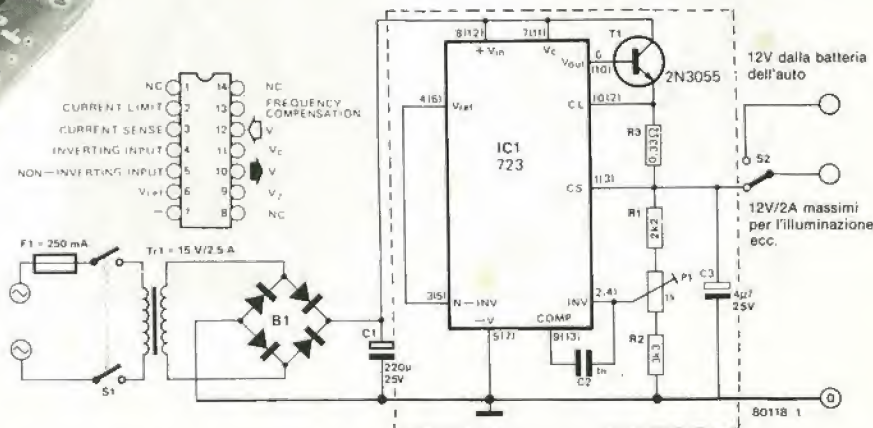 8(12)
7(11)
T1
+ Vin
Vc
Vout
6
(10)
2N3055
12V dalla batteria
dell'auto
NC 1 14 NC
CURRENT LIMIT 2 13 FREQUENCY
COMPENSATION
CURRENT SENSE 3 12 V
INVERTING INPUT 4 11 Vc
NON-INVERTING INPUT 5 10 V
Vref 6 9 Vz
- 7 8 NC
4(6)
Vref
CL
10(2)
R3
0,33Ω
IC1
723
CS
1(3)
S2
R1
2k2
12V/2A massimi
per l'illuminazione
ecc.
F1 = 250 mA
Tr1 = 15 V/2.5 A
P1
1k
C3
4µ7
25V
3(5)
N-INV
INV
2(4)
-V
COMP
R2
3k3
B1
C1
220µ
25V
5(7)
9(13)
C2
1n
S1
80118 1
a